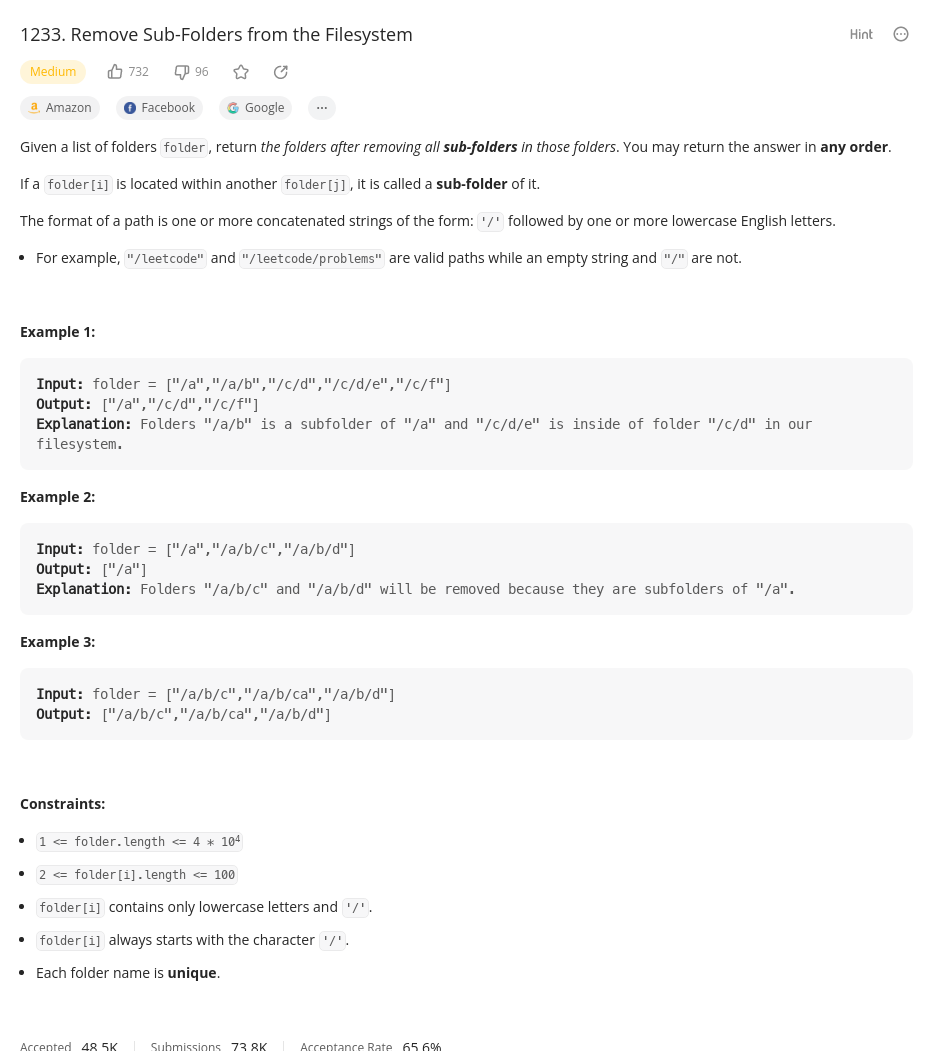 1233. Remove Sub-Folders from the Filesystem
Hint
Medium 732 96
Amazon Facebook Google ...
Given a list of folders folder, return the folders after removing all sub-folders in those folders. You may return the answer in any order.
If a folder[i] is located within another folder[j], it is called a sub-folder of it.
The format of a path is one or more concatenated strings of the form: '/' followed by one or more lowercase English letters.
• For example, "/leetcode" and "/leetcode/problems" are valid paths while an empty string and "/" are not.
Example 1:
Input: folder = ["/a","/a/b","/c/d","/c/d/e","/c/f"]
Output: ["/a","/c/d","/c/f"]
Explanation: Folders "/a/b" is a subfolder of "/a" and "/c/d/e" is inside of folder "/c/d" in our
filesystem.
Example 2:
Input: folder = ["/a","/a/b/c","/a/b/d"]
Output: ["/a"]
Explanation: Folders "/a/b/c" and "/a/b/d" will be removed because they are subfolders of "/a".
Example 3:
Input: folder = ["/a/b/c","/a/b/ca","/a/b/d"]
Output: ["/a/b/c","/a/b/ca","/a/b/d"]
Constraints:
• 1 <= folder.length <= 4 * 10⁴
• 2 <= folder[i].length <= 100
• folder[i] contains only lowercase letters and '/'.
• folder[i] always starts with the character '/'.
• Each folder name is unique.
Accepted 48.5K Submissions 73.8K Acceptance Rate 65.6%